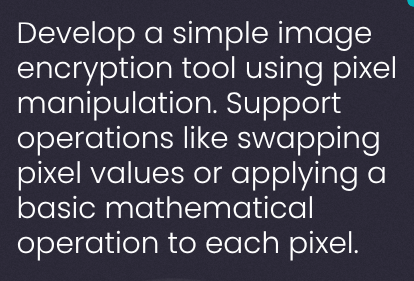 Develop a simple image
encryption tool using pixel
manipulation. Support
operations like swapping
pixel values or applying a
basic mathematical
operation to each pixel.